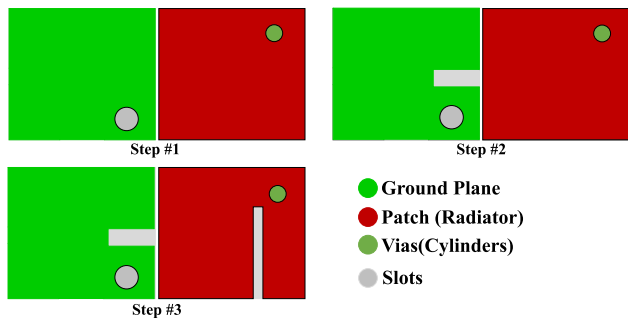 Step #1
Step #2
Step #3
Ground Plane
Patch (Radiator)
Vias(Cylinders)
Slots